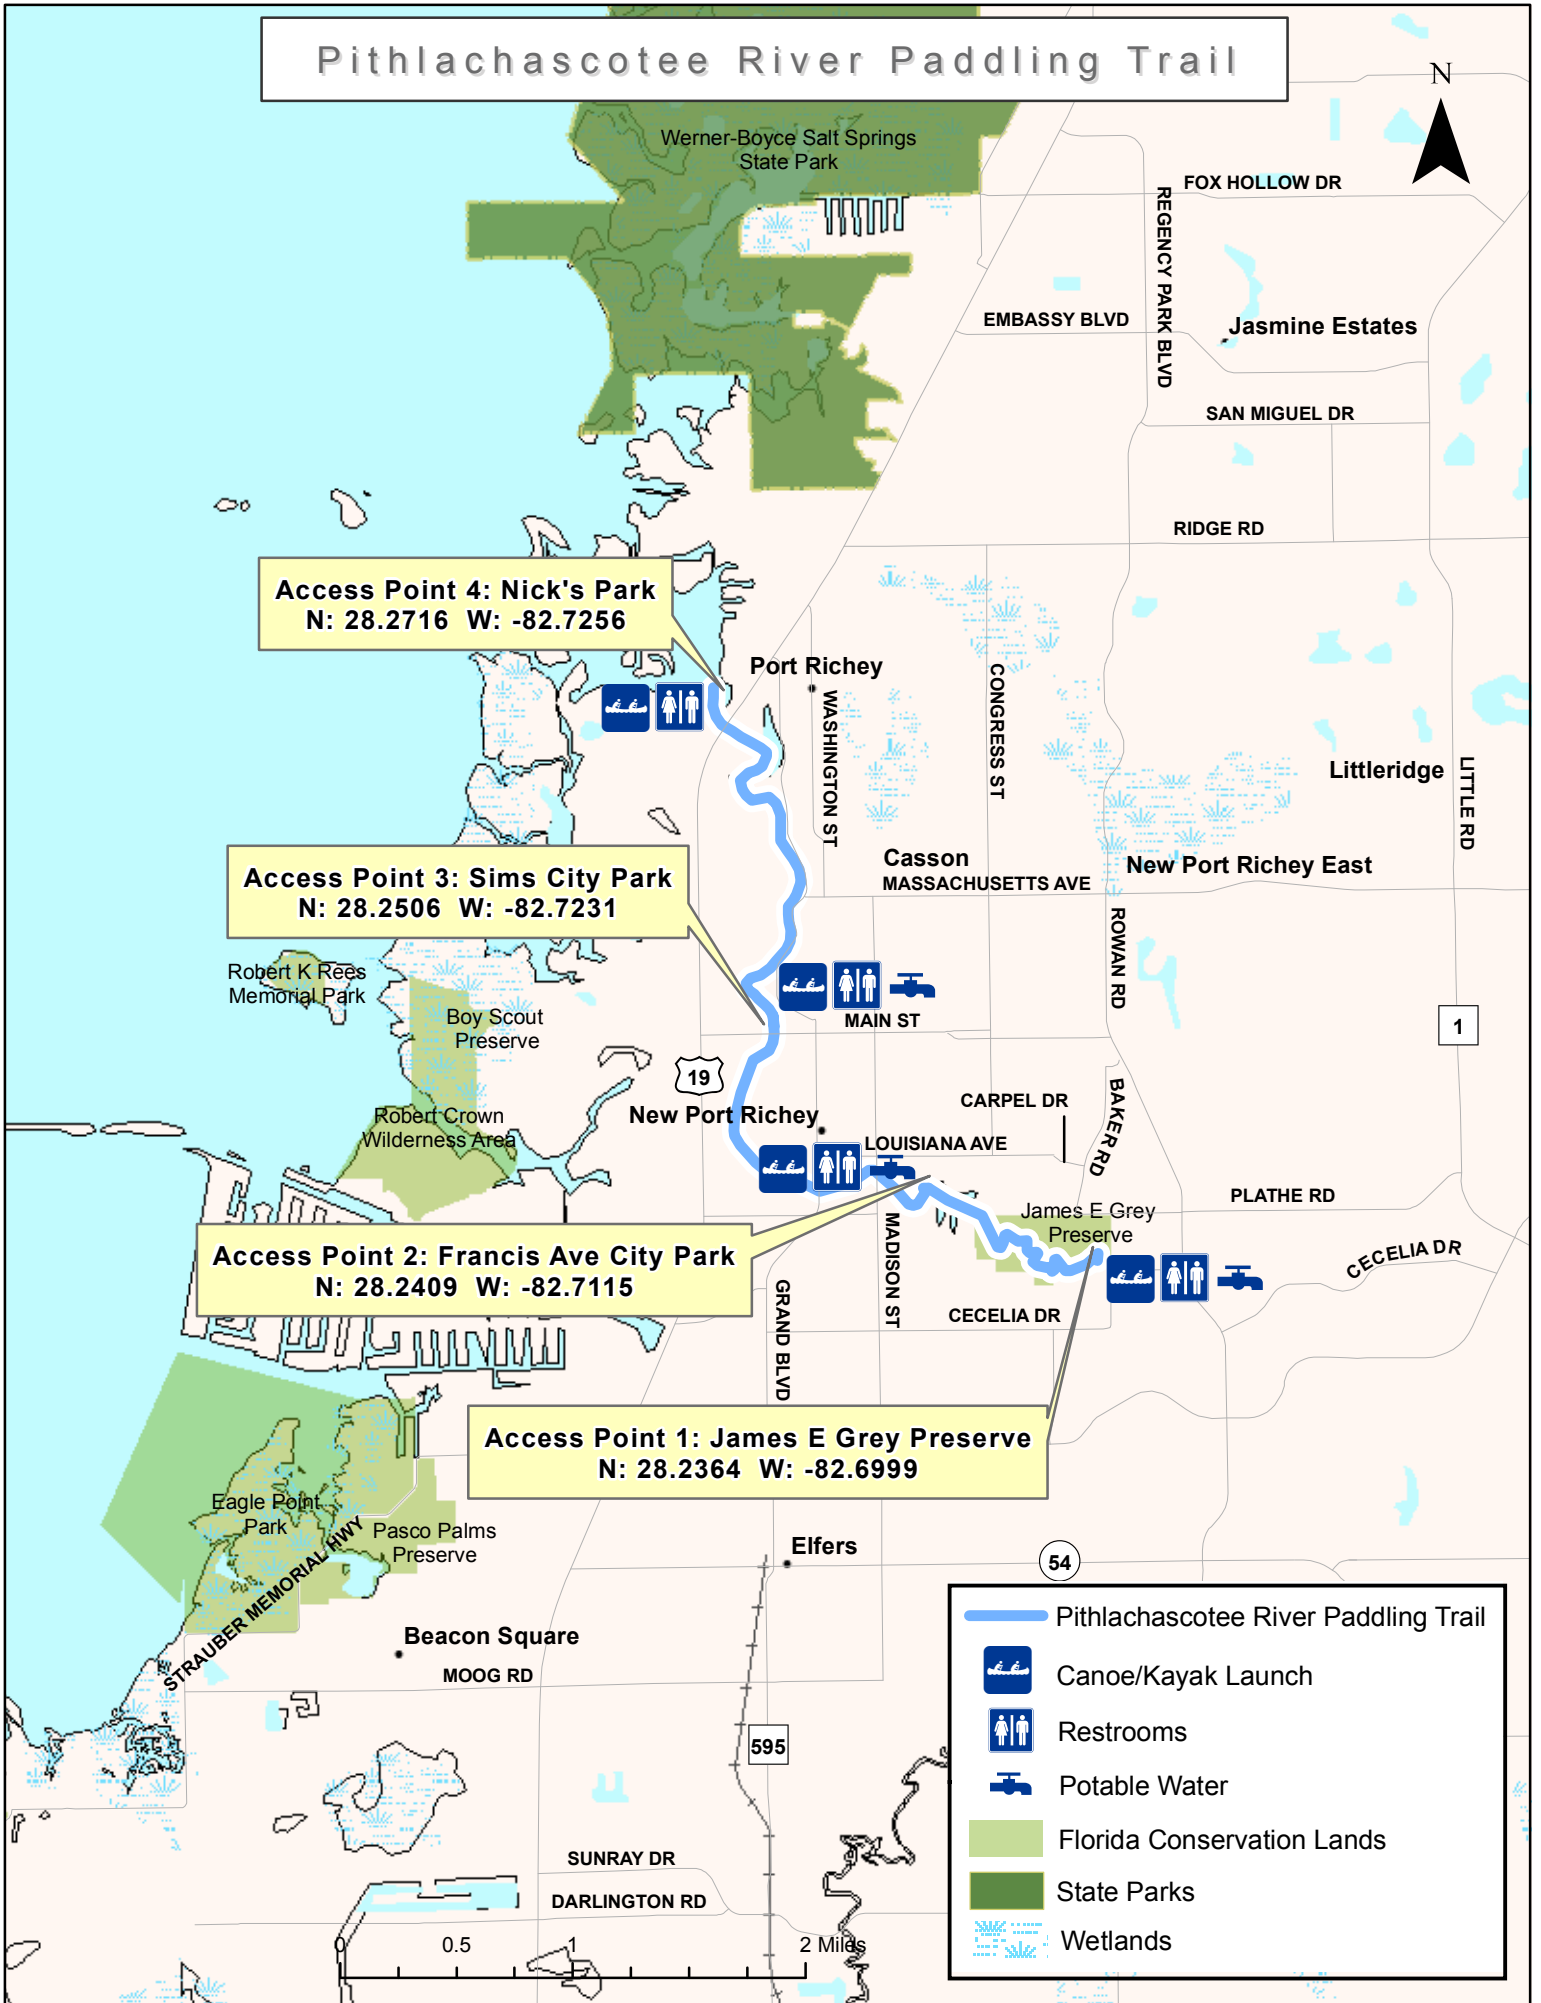 Pithlachascotee River Paddling Trail
N
Werner-Boyce Salt Springs
State Park
FOX HOLLOW DR
REGENCY PARK BLVD
EMBASSY BLVD
Jasmine Estates
SAN MIGUEL DR
RIDGE RD
Access Point 4: Nick's Park
N: 28.2716 W: -82.7256
Port Richey
WASHINGTON ST
CONGRESS ST
Littleridge
LITTLE RD
Casson
MASSACHUSETTS AVE
New Port Richey East
Access Point 3: Sims City Park
N: 28.2506 W: -82.7231
ROWAN RD
Robert K Rees
Memorial Park
Boy Scout
Preserve
MAIN ST
1
19
New Port Richey
CARPEL DR
BAKER RD
Robert Crown
Wilderness Area
LOUISIANA AVE
PLATHE RD
James E Grey
Preserve
MADISON ST
CECELIA DR
Access Point 2: Francis Ave City Park
N: 28.2409 W: -82.7115
GRAND BLVD
CECELIA DR
Access Point 1: James E Grey Preserve
N: 28.2364 W: -82.6999
Eagle Point
Park
Pasco Palms
Preserve
STRAUBER MEMORIAL HWY
Elfers
54
Beacon Square
MOOG RD
595
SUNRAY DR
DARLINGTON RD
0 0.5 1 2 Miles
Pithlachascotee River Paddling Trail
Canoe/Kayak Launch
Restrooms
Potable Water
Florida Conservation Lands
State Parks
Wetlands